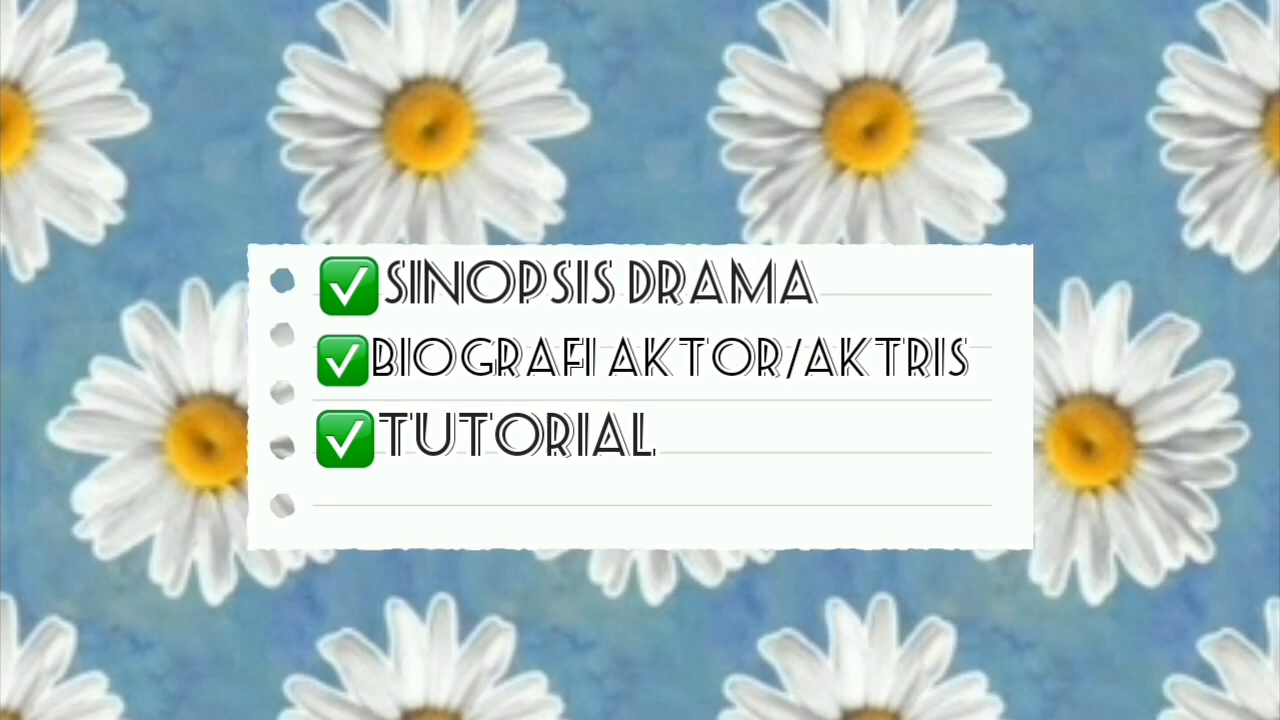 ✅SINOPSIS DRAMA
✅BIOGRAFI AKTOR/AKTRIS
✅TUTORIAL